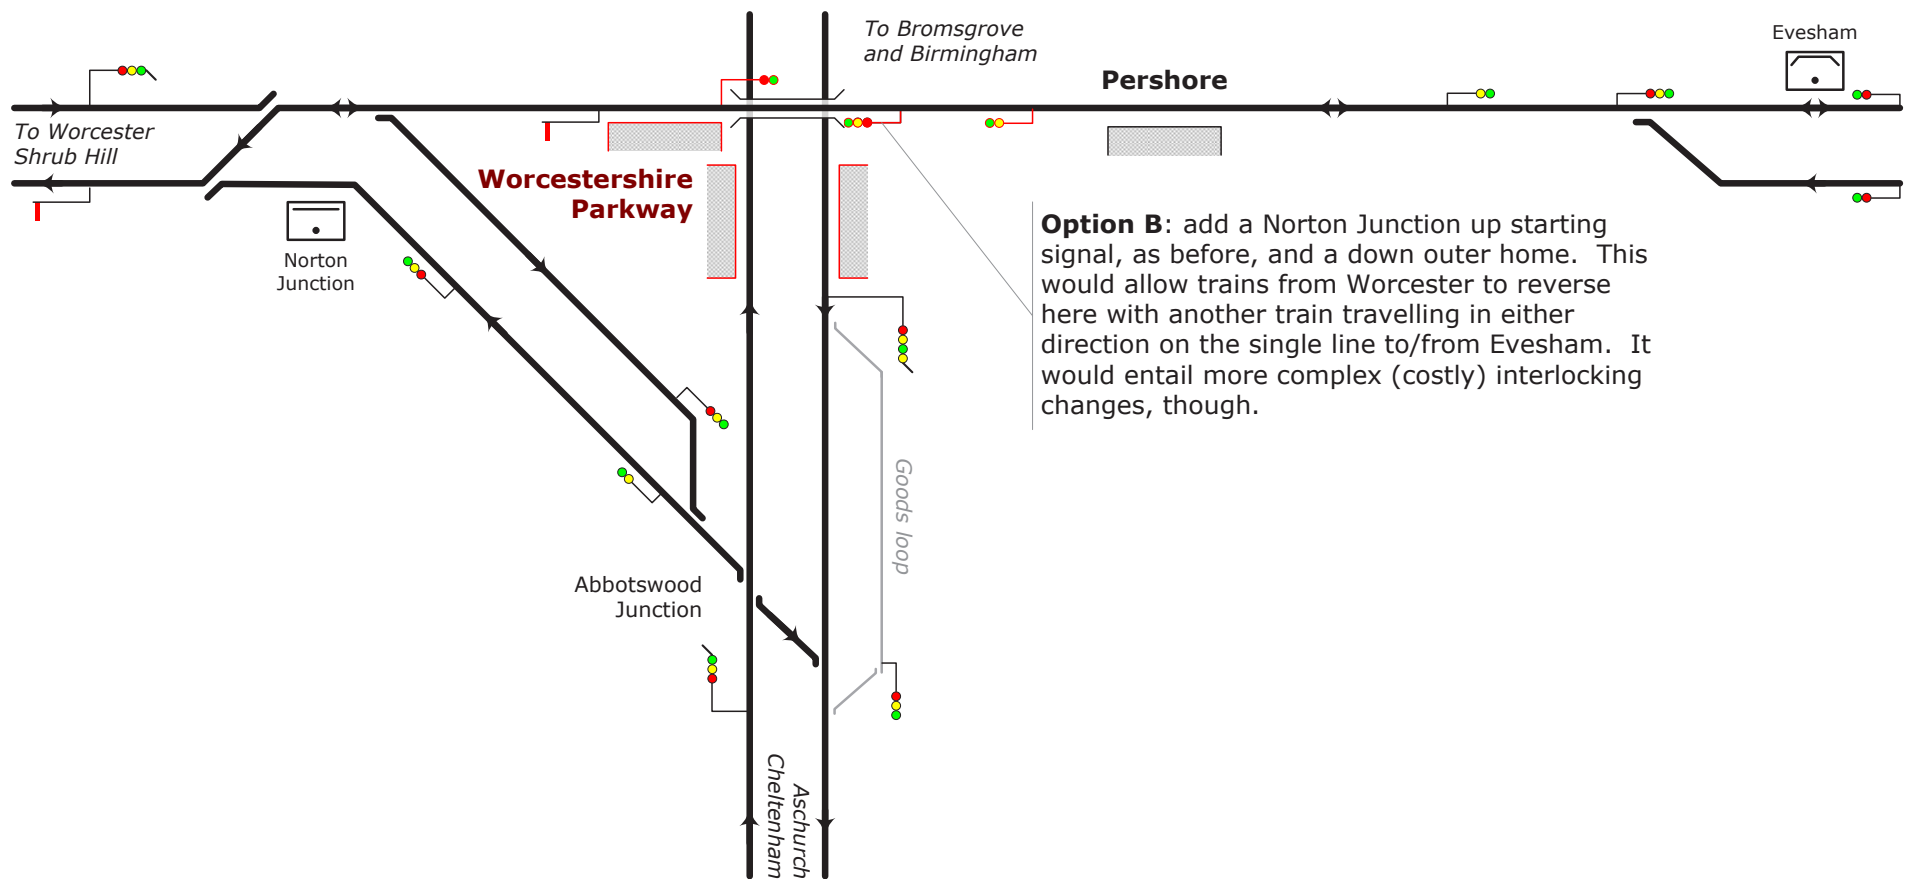 To Bromsgrove
and Birmingham
Evesham
Pershore
To Worcester
Shrub Hill
Worcestershire
Parkway
Norton
Junction
Option B: add a Norton Junction up starting
signal, as before, and a down outer home. This
would allow trains from Worcester to reverse
here with another train travelling in either
direction on the single line to/from Evesham. It
would entail more complex (costly) interlocking
changes, though.
Goods loop
Abbotswood
Junction
Aschurch
Cheltenham